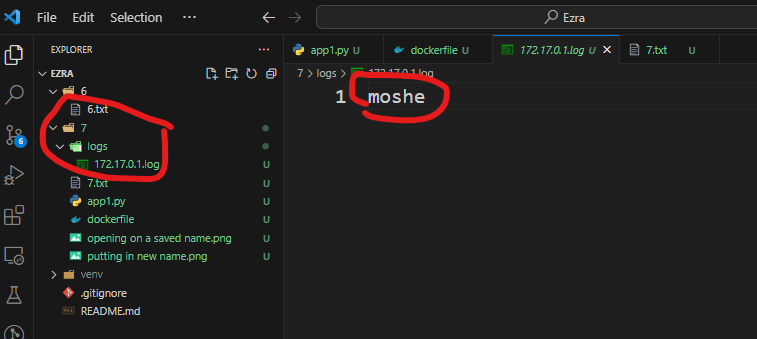 File Edit Selection ... Ezra
EXPLORER ...
EZRA
6
6.txt
7
logs
172.17.0.1.log U
7.txt U
app1.py U
dockerfile U
opening on a saved name.png U
putting in new name.png U
venv
.gitignore
README.md
6
app1.py U dockerfile U 172.17.0.1.log U 7.txt U
7 > logs > 172.17.0.1.log
1 moshe